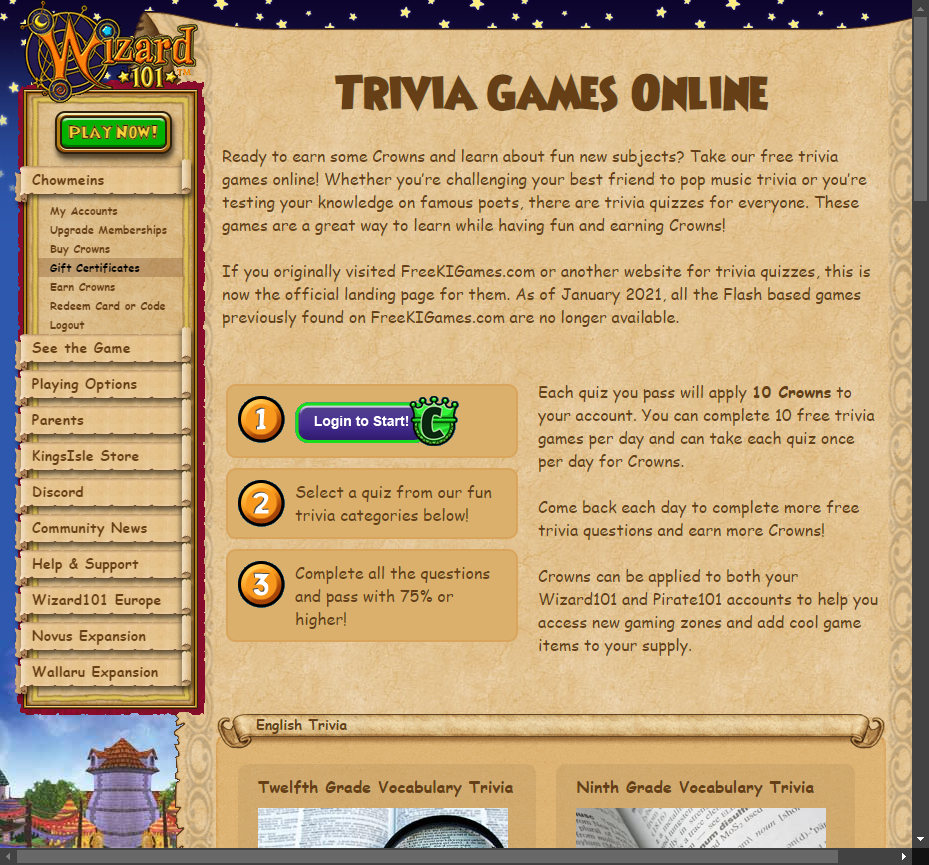 Wizard
101 TM
PLAY NOW!
Chowmeins
My Accounts
Upgrade Memberships
Buy Crowns
Gift Certificates
Earn Crowns
Redeem Card or Code
Logout
See the Game
Playing Options
Parents
KingsIsle Store
Discord
Community News
Help & Support
Wizard101 Europe
Novus Expansion
Wallaru Expansion
TRIVIA GAMES ONLINE
Ready to earn some Crowns and learn about fun new subjects? Take our free trivia
games online! Whether you're challenging your best friend to pop music trivia or you're
testing your knowledge on famous poets, there are trivia quizzes for everyone. These
games are a great way to learn while having fun and earning Crowns!
If you originally visited FreeKIGames.com or another website for trivia quizzes, this is
now the official landing page for them. As of January 2021, all the Flash based games
previously found on FreeKIGames.com are no longer available.
1 Login to Start! C
2 Select a quiz from our fun
trivia categories below!
3 Complete all the questions
and pass with 75% or
higher!
Each quiz you pass will apply 10 Crowns to
your account. You can complete 10 free trivia
games per day and can take each quiz once
per day for Crowns.
Come back each day to complete more free
trivia questions and earn more Crowns!
Crowns can be applied to both your
Wizard101 and Pirate101 accounts to help you
access new gaming zones and add cool game
items to your supply.
English Trivia
Twelfth Grade Vocabulary Trivia
Ninth Grade Vocabulary Trivia